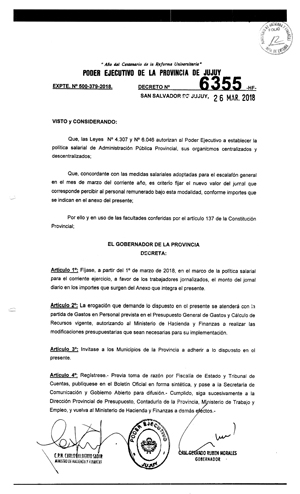 "Año del Centenario de la Reforma Universitaria"
PODER EJECUTIVO DE LA PROVINCIA DE JUJUY
EXPTE. Nº 500-379-2018. DECRETO Nº 6355 -HF-
SAN SALVADOR DE JUJUY, 26 MAR. 2018
VISTO y CONSIDERANDO:
Que, las Leyes Nº 4.307 y Nº 6.046 autorizan al Poder Ejecutivo a establecer la
política salarial de Administración Pública Provincial, sus organismos centralizados y
descentralizados;
Que, concordante con las medidas salariales adoptadas para el escalafón general
en el mes de marzo del corriente año, es criterio fijar el nuevo valor del jornal que
corresponde percibir al personal remunerado bajo esta modalidad, conforme importes que
se indican en el anexo del presente;
Por ello y en uso de las facultades conferidas por el artículo 137 de la Constitución
Provincial;
EL GOBERNADOR DE LA PROVINCIA
DECRETA:
Artículo 1º: Fíjase, a partir del 1º de marzo de 2018, en el marco de la política salarial
para el corriente ejercicio, a favor de los trabajadores jornalizados, el monto del jornal
diario en los importes que surgen del Anexo que integra el presente.
Artículo 2º: La erogación que demande lo dispuesto en el presente se atenderá con la
partida de Gastos en Personal prevista en el Presupuesto General de Gastos y Cálculo de
Recursos vigente, autorizando al Ministerio de Hacienda y Finanzas a realizar las
modificaciones presupuestarias que sean necesarias para su implementación.
Artículo 3º: Invítase a los Municipios de la Provincia a adherir a lo dispuesto en el
presente.
Artículo 4º: Regístrese.- Previa toma de razón por Fiscalía de Estado y Tribunal de
Cuentas, publíquese en el Boletín Oficial en forma sintética, y pase a la Secretaría de
Comunicación y Gobierno Abierto para difusión.- Cumplido, siga sucesivamente a la
Dirección Provincial de Presupuesto, Contaduría de la Provincia, Ministerio de Trabajo y
Empleo, y vuelva al Ministerio de Hacienda y Finanzas a demás efectos.-
PODER EJECUTIVO
JUJUY
C.P.N. CARLOS ALBERTO SADIR
MINISTRO DE HACIENDA Y FINANZAS
C.P.N. GERARDO RUBEN MORALES
GOBERNADOR